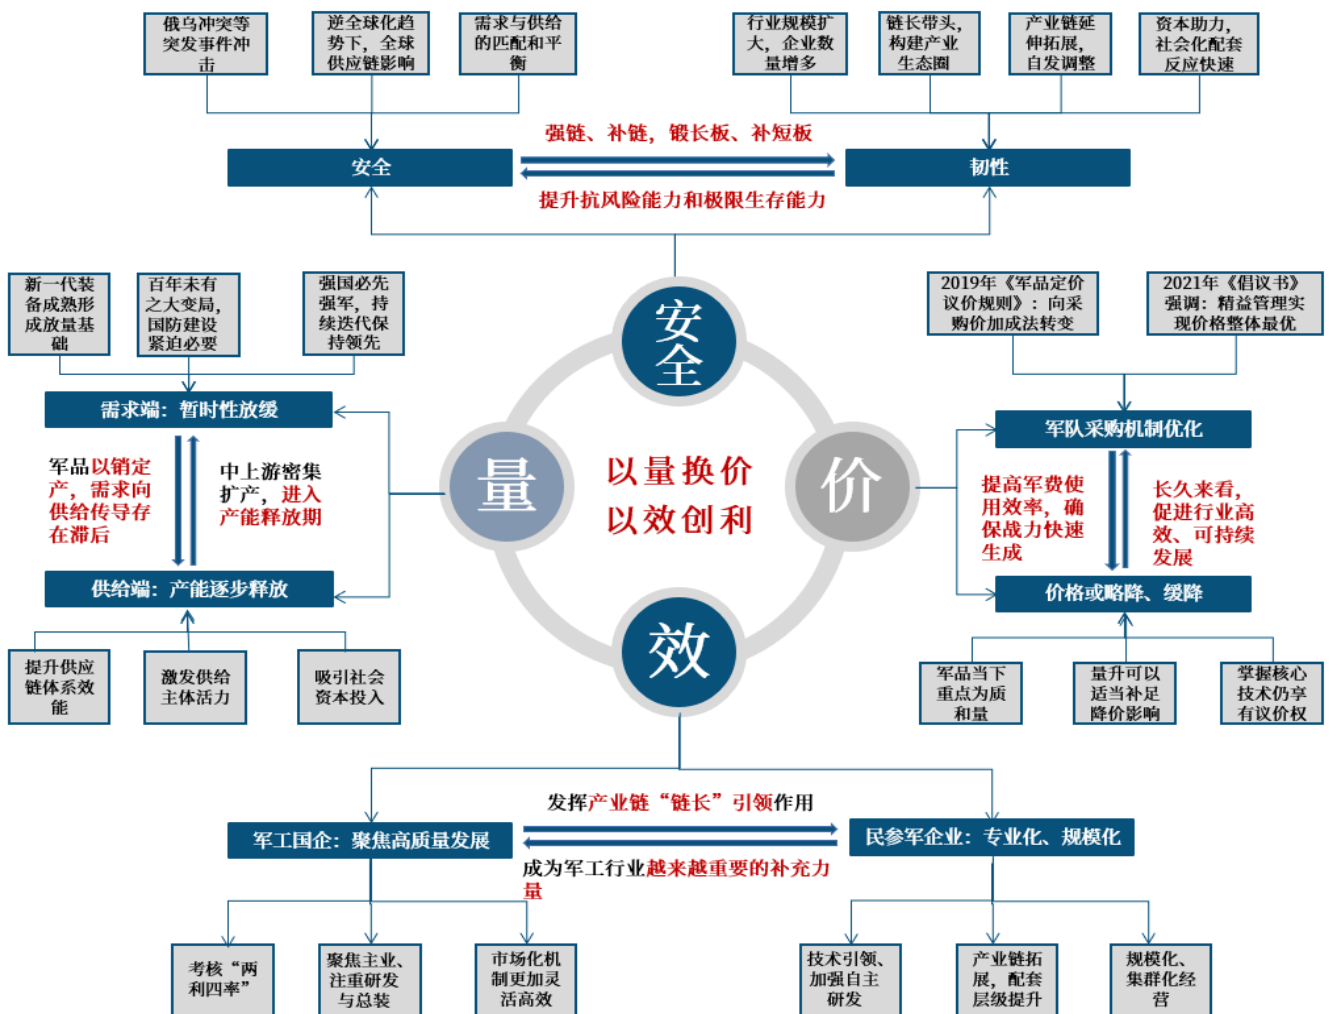 俄乌冲突等
突发事件冲
击
逆全球化趋
势下，全球
供应链影响
需求与供给
的匹配和平
衡
行业规模扩
大，企业数
量增多
链长带头，
构建产业
生态圈
产业链延
伸拓展，
自发调整
资本助力，
社会化配套
反应快速
强链、补链，锻长板、补短板
安全
韧性
提升抗风险能力和极限生存能力
新一代装
备成熟形
成放量基
础
百年未有
之大变局，
国防建设
紧迫必要
强国必先
强军，持
续迭代保
持领先
2019年《军品定价
议价规则》：向采
购价加成法转变
2021年《倡议书》
强调：精益管理实
现价格整体最优
安
全
需求端：暂时性放缓
军队采购机制优化
军品以销定
产，需求向
供给传导存
在滞后
中上游密集
扩产，进入
产能释放期
量
以量换价
以效创利
价
提高军费使
用效率，确
保战力快速
生成
长久来看，
促进行业高
效、可持续
发展
供给端：产能逐步释放
价格或略降、缓降
提升供应
链体系效
能
激发供给
主体活力
吸引社会
资本投入
效
军品当下
重点为质
和量
量升可以
适当补足
降价影响
掌握核心
技术仍享
有议价权
发挥产业链“链长”引领作用
军工国企：聚焦高质量发展
民参军企业：专业化、规模化
成为军工行业越来越重要的补充力
量
考核“两
利四率”
聚焦主业、
注重研发
与总装
市场化机
制更加灵
活高效
技术引领、
加强自主
研发
产业链拓
展，配套
层级提升
规模化、
集群化经
营